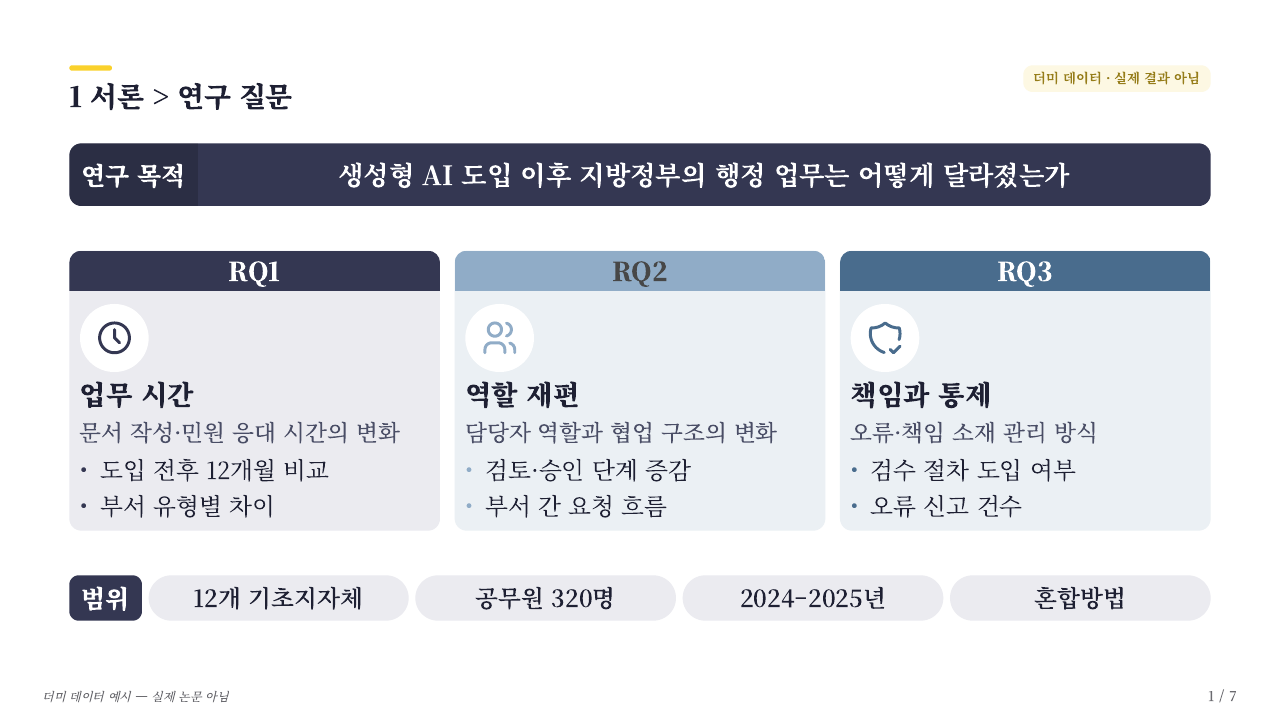 1 서론 > 연구 질문
더미 데이터 · 실제 결과 아님
연구 목적
생성형 AI 도입 이후 지방정부의 행정 업무는 어떻게 달라졌는가
RQ1
업무 시간
문서 작성·민원 응대 시간의 변화
• 도입 전후 12개월 비교
• 부서 유형별 차이
RQ2
역할 재편
담당자 역할과 협업 구조의 변화
• 검토·승인 단계 증감
• 부서 간 요청 흐름
RQ3
책임과 통제
오류·책임 소재 관리 방식
• 검수 절차 도입 여부
• 오류 신고 건수
범위
12개 기초지자체
공무원 320명
2024–2025년
혼합방법
더미 데이터 예시 — 실제 논문 아님
1 / 7